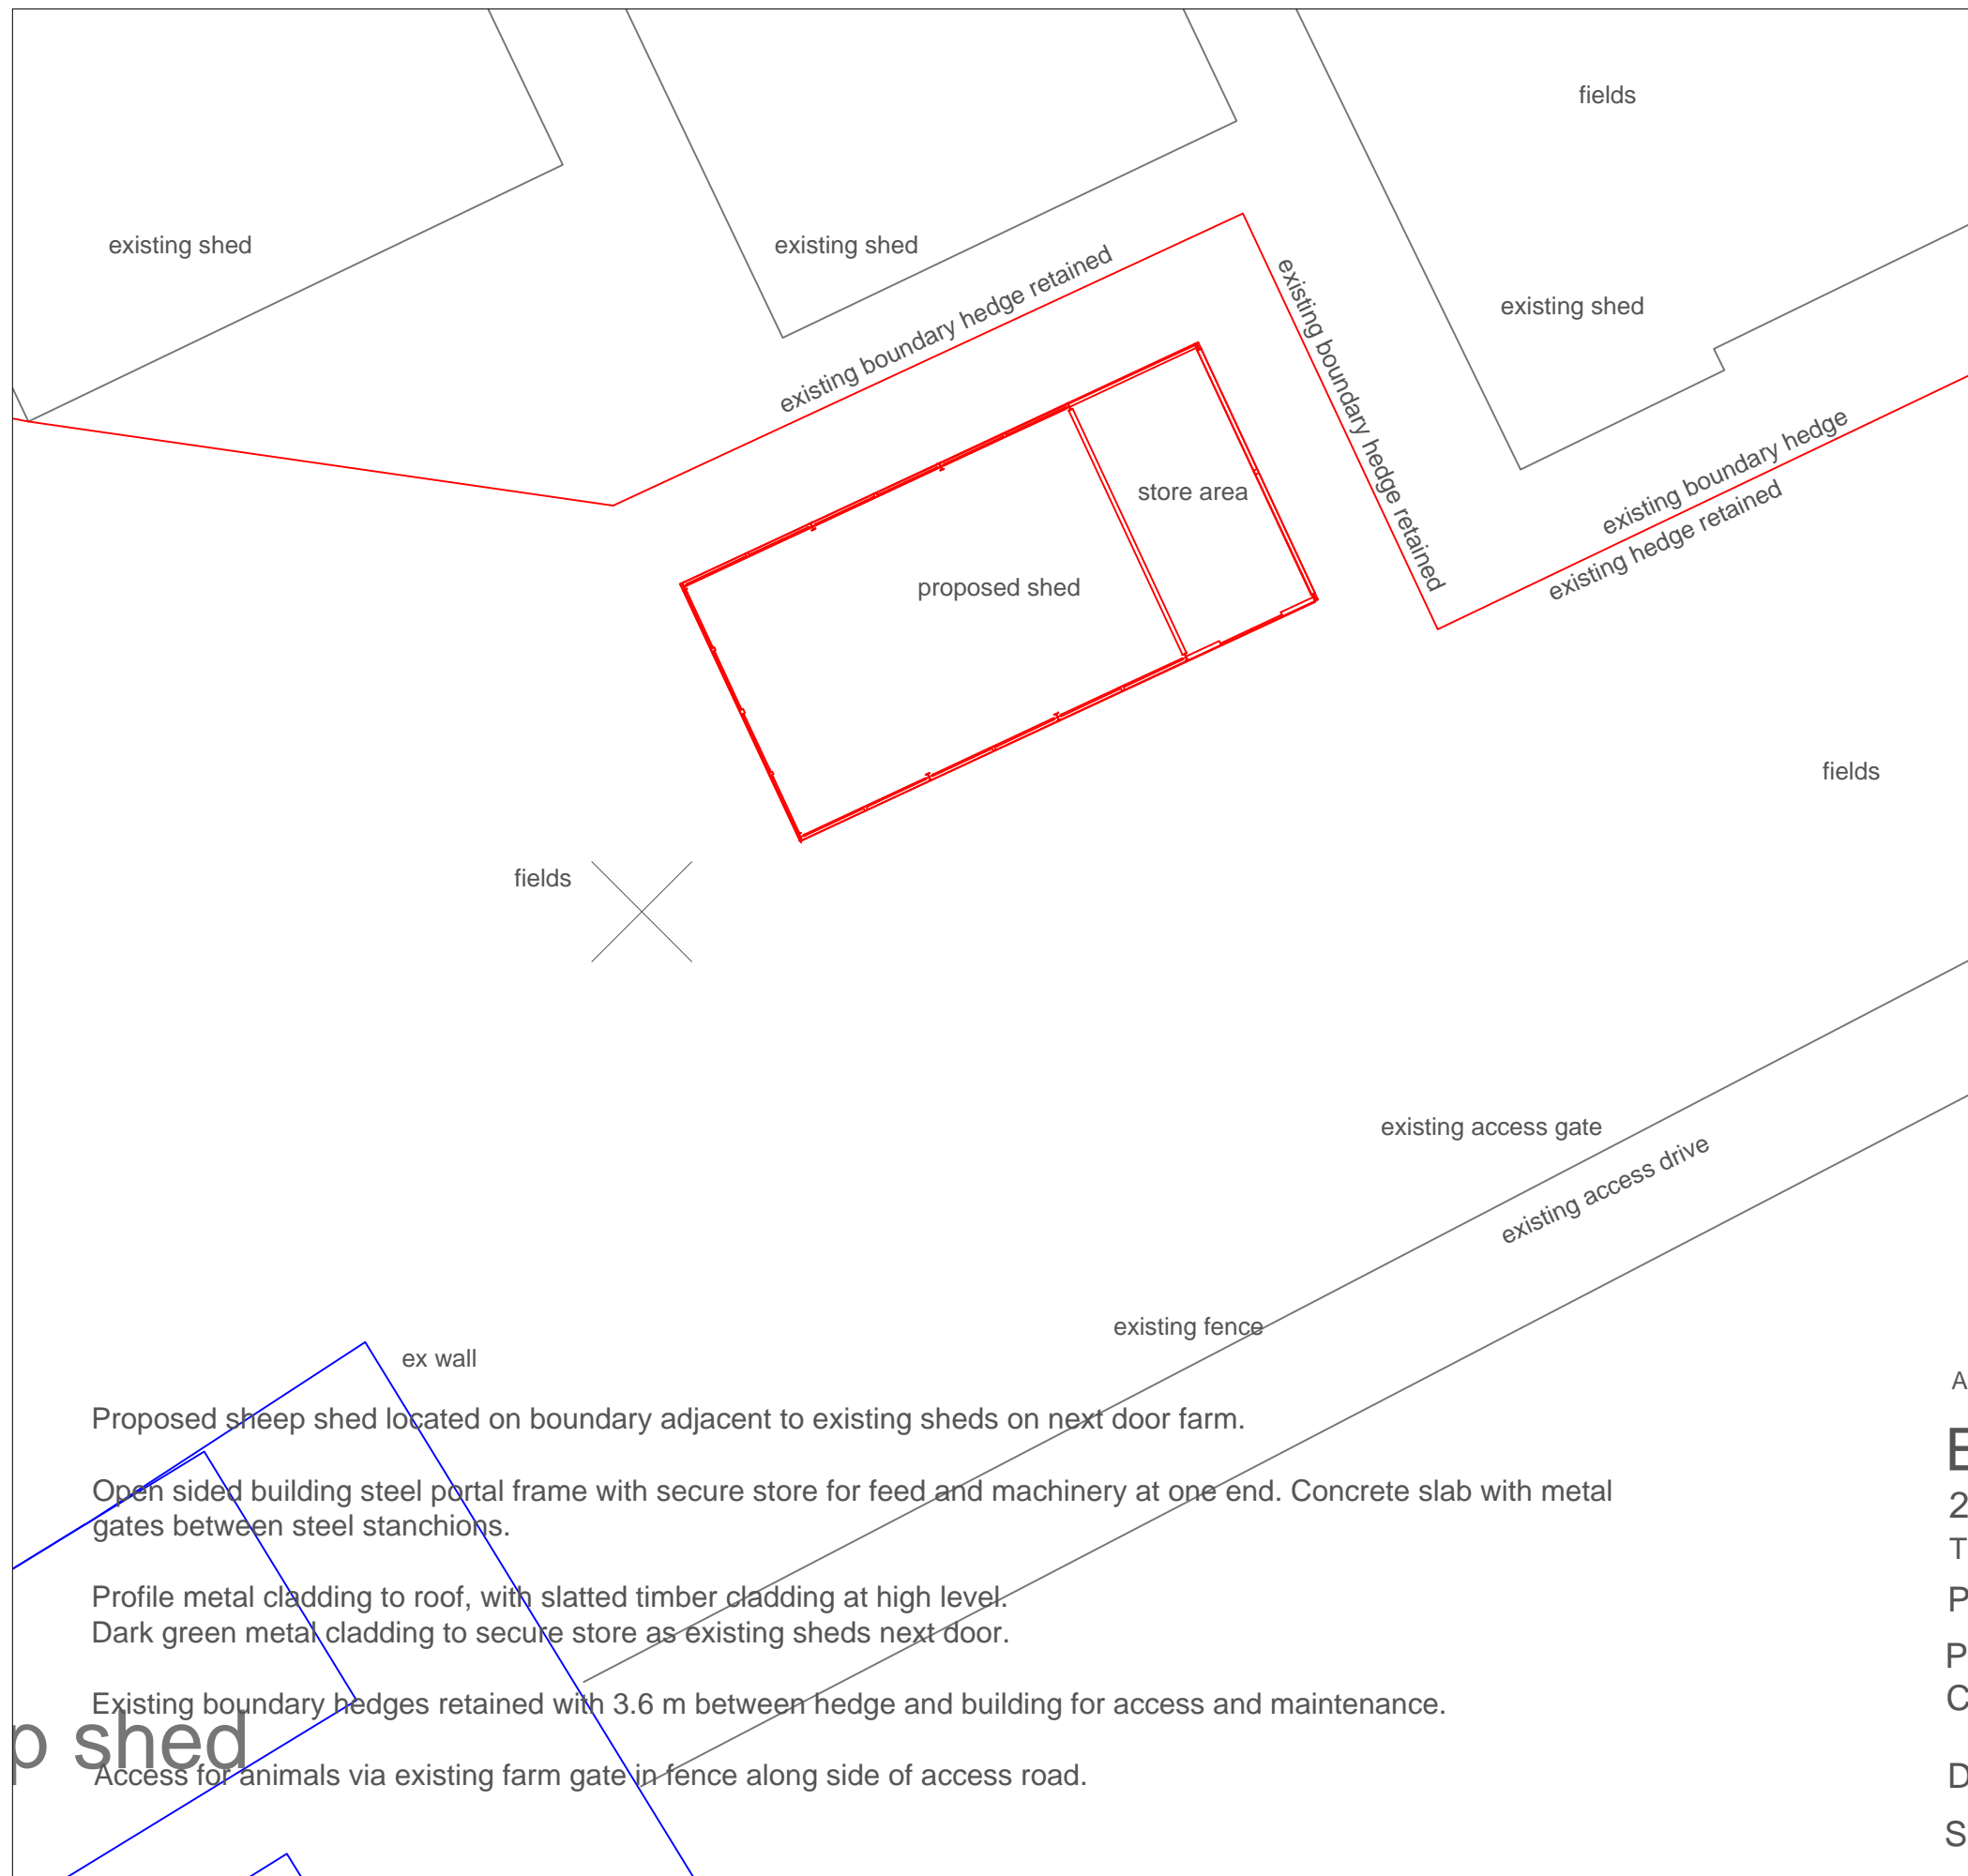 fields
existing shed
existing shed
existing boundary hedge retained
existing boundary hedge retained
existing shed
existing boundary hedge
existing hedge retained
store area
proposed shed
fields
fields
existing access gate
existing access drive
existing fence
ex wall
A
Proposed sheep shed located on boundary adjacent to existing sheds on next door farm.
E
Open sided building steel portal frame with secure store for feed and machinery at one end. Concrete slab with metal
gates between steel stanchions.
2
T
Profile metal cladding to roof, with slatted timber cladding at high level.
P
Dark green metal cladding to secure store as existing sheds next door.
P
Existing boundary hedges retained with 3.6 m between hedge and building for access and maintenance.
C
p shed
Access for animals via existing farm gate in fence along side of access road.
D
S